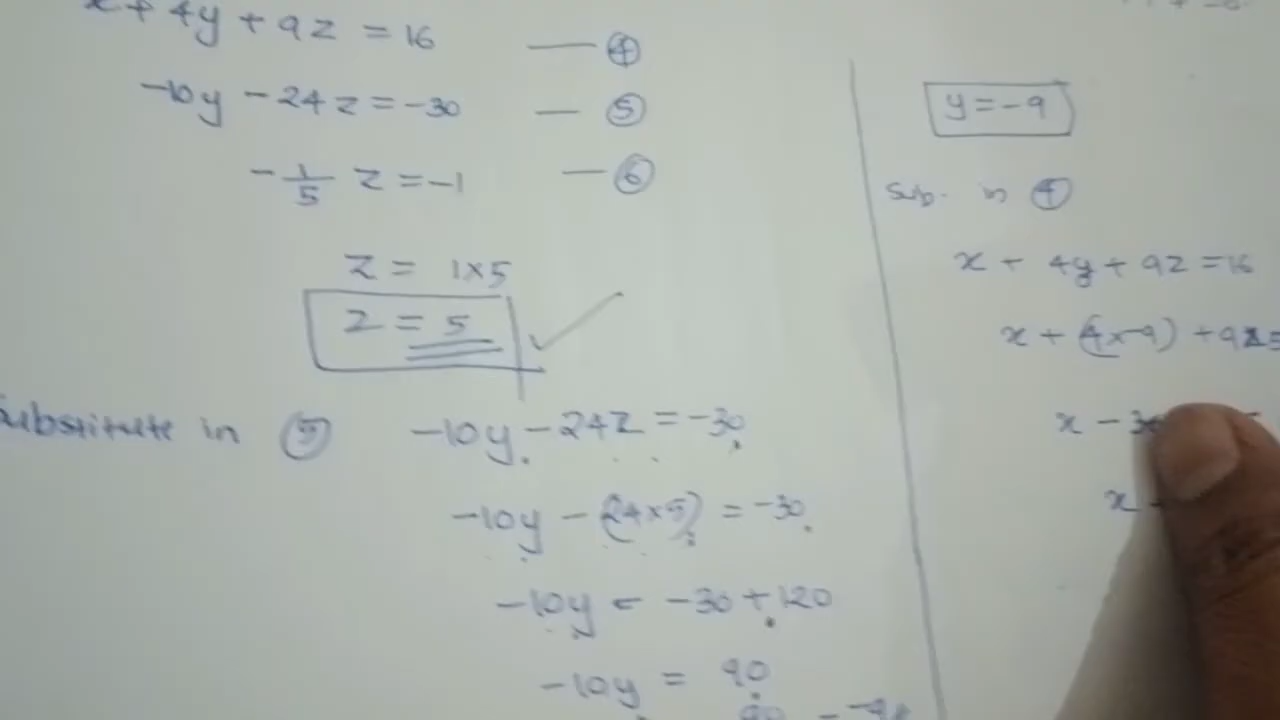 x + 4y + 9z = 16 — ④
-10y - 24z = -30 — ⑤
-1/5 z = -1 — ⑥
z = 1×5
z = 5
Substitute in ⑤ -10y - 24z = -30
-10y - (24×5) = -30
-10y = -30 + 120
-10y = 90
y = -9
Sub. in ④
x + 4y + 9z = 16
x + (4×-9) + 9z =
x -
x -